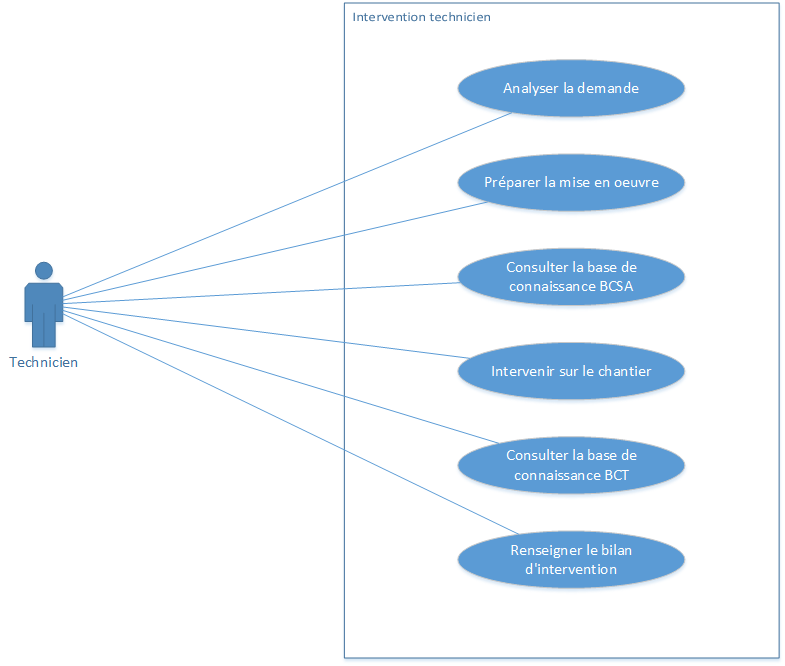 Intervention technicien
Analyser la demande
Préparer la mise en oeuvre
Consulter la base de
connaissance BCSA
Intervenir sur le chantier
Technicien
Consulter la base de
connaissance BCT
Renseigner le bilan
d'intervention